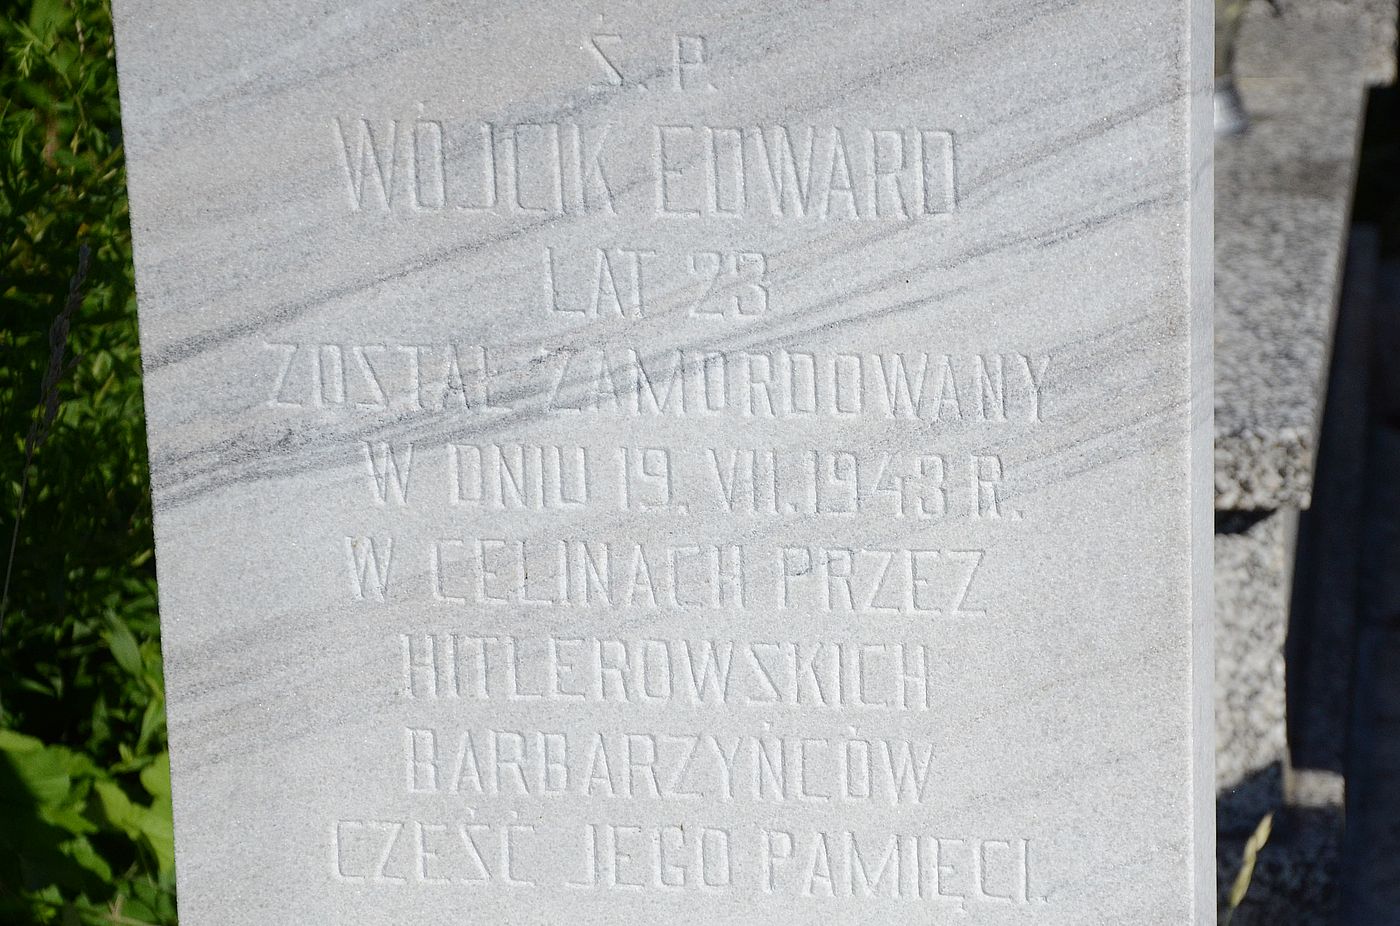 Ś. P.
WÓJCIK EDWARD
LAT 23
ZOSTAŁ ZAMORDOWANY
W DNIU 19. VII. 1943 R.
W CELINACH PRZEZ
HITLEROWSKICH
BARBARZYŃCÓW
CZEŚĆ JEGO PAMIĘCI.